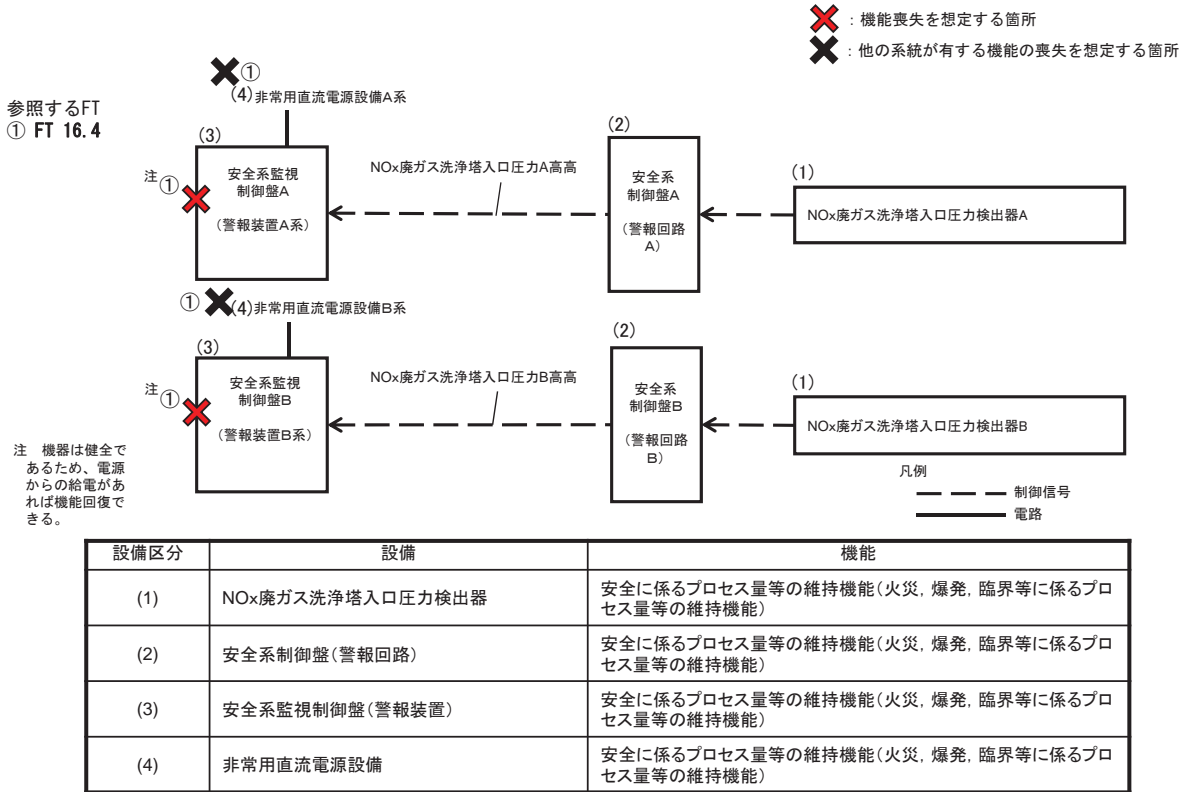 ：機能喪失を想定する箇所
：他の系統が有する機能の喪失を想定する箇所
参照するFT
① FT 16.4
①
(4)非常用直流電源設備A系
(3)
注①
安全系監視
制御盤A
（警報装置A系）
NOx廃ガス洗浄塔入口圧力A高高
(2)
安全系
制御盤A
（警報回路
A）
(1)
NOx廃ガス洗浄塔入口圧力検出器A
①
(4)非常用直流電源設備B系
(3)
注①
安全系監視
制御盤B
（警報装置B系）
NOx廃ガス洗浄塔入口圧力B高高
(2)
安全系
制御盤B
（警報回路
B）
(1)
NOx廃ガス洗浄塔入口圧力検出器B
注　機器は健全で
あるため、電源
からの給電があ
れば機能回復で
きる。
凡例
制御信号
電路
設備区分 設備 機能
(1) NOx廃ガス洗浄塔入口圧力検出器 安全に係るプロセス量等の維持機能（火災，爆発，臨界等に係るプロ
セス量等の維持機能）
(2) 安全系制御盤（警報回路） 安全に係るプロセス量等の維持機能（火災，爆発，臨界等に係るプロ
セス量等の維持機能）
(3) 安全系監視制御盤（警報装置） 安全に係るプロセス量等の維持機能（火災，爆発，臨界等に係るプロ
セス量等の維持機能）
(4) 非常用直流電源設備 安全に係るプロセス量等の維持機能（火災，爆発，臨界等に係るプロ
セス量等の維持機能）